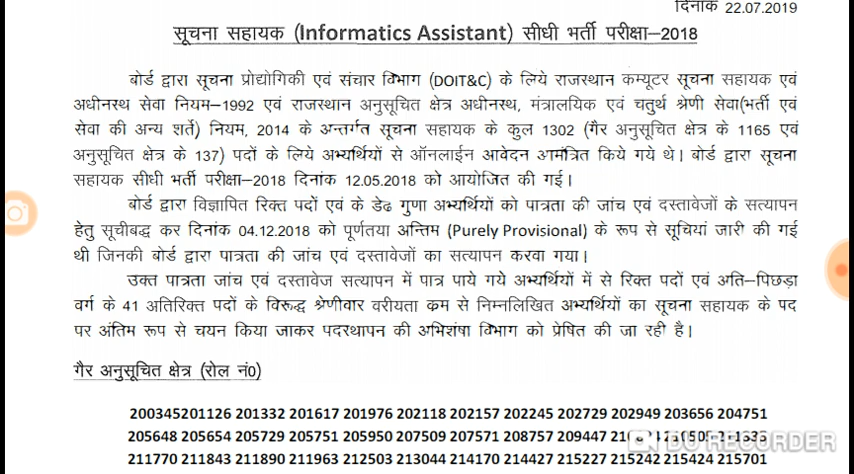 दिनांक 22.07.2019
सूचना सहायक (Informatics Assistant) सीधी भर्ती परीक्षा–2018
बोर्ड द्वारा सूचना प्रोद्योगिकी एवं संचार विभाग (DOIT&C) के लिये राजस्थान कम्यूटर सूचना सहायक एवं
अधीनस्थ सेवा नियम–1992 एवं राजस्थान अनुसूचित क्षेत्र अधीनस्थ, मंत्रालयिक एवं चतुर्थ श्रेणी सेवा(भर्ती एवं
सेवा की अन्य शर्ते) नियम, 2014 के अन्तर्गत सूचना सहायक के कुल 1302 (गैर अनुसूचित क्षेत्र के 1165 एवं
अनुसूचित क्षेत्र के 137) पदों के लिये अभ्यर्थियों से ऑनलाईन आवेदन आमंत्रित किये गये थे। बोर्ड द्वारा सूचना
सहायक सीधी भर्ती परीक्षा–2018 दिनांक 12.05.2018 को आयोजित की गई।
बोर्ड द्वारा विज्ञापित रिक्त पदों एवं के डेढ गुणा अभ्यर्थियों को पात्रता की जांच एवं दस्तावेजों के सत्यापन
हेतु सूचीबद्ध कर दिनांक 04.12.2018 को पूर्णतया अन्तिम (Purely Provisional) के रूप से सूचियां जारी की गई
थी जिनकी बोर्ड द्वारा पात्रता की जांच एवं दस्तावेजों का सत्यापन करवा गया।
उक्त पात्रता जांच एवं दस्तावेज सत्यापन में पात्र पाये गये अभ्यर्थियों में से रिक्त पदों एवं अति–पिछड़ा
वर्ग के 41 अतिरिक्त पदों के विरूद्ध श्रेणीवार वरीयता क्रम से निम्नलिखित अभ्यर्थियों का सूचना सहायक के पद
पर अंतिम रूप से चयन किया जाकर पदस्थापन की अभिशंषा विभाग को प्रेषित की जा रही है।
गैर अनुसूचित क्षेत्र (रोल नं0)
200345201126 201332 201617 201976 202118 202157 202245 202729 202949 203656 204751
205648 205654 205729 205751 205950 207509 207571 208757 209447
DU RECORDER
211770 211843 211890 211963 212503 213044 214170 214427 215227 215242 215424 215701